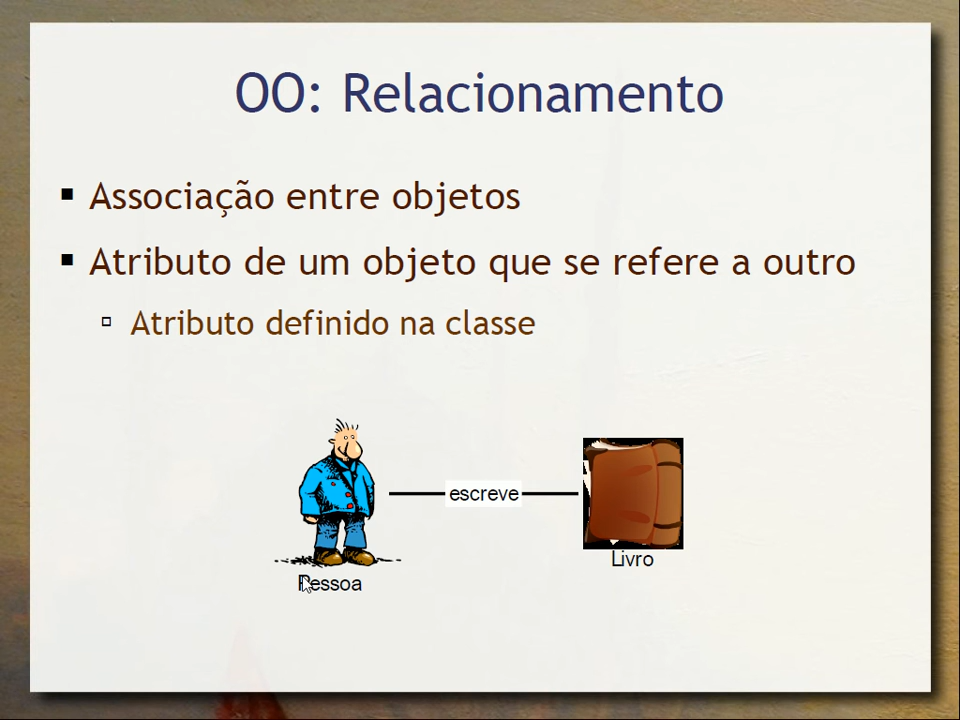 OO: Relacionamento
Associação entre objetos
Atributo de um objeto que se refere a outro
Atributo definido na classe
escreve
Livro
Pessoa